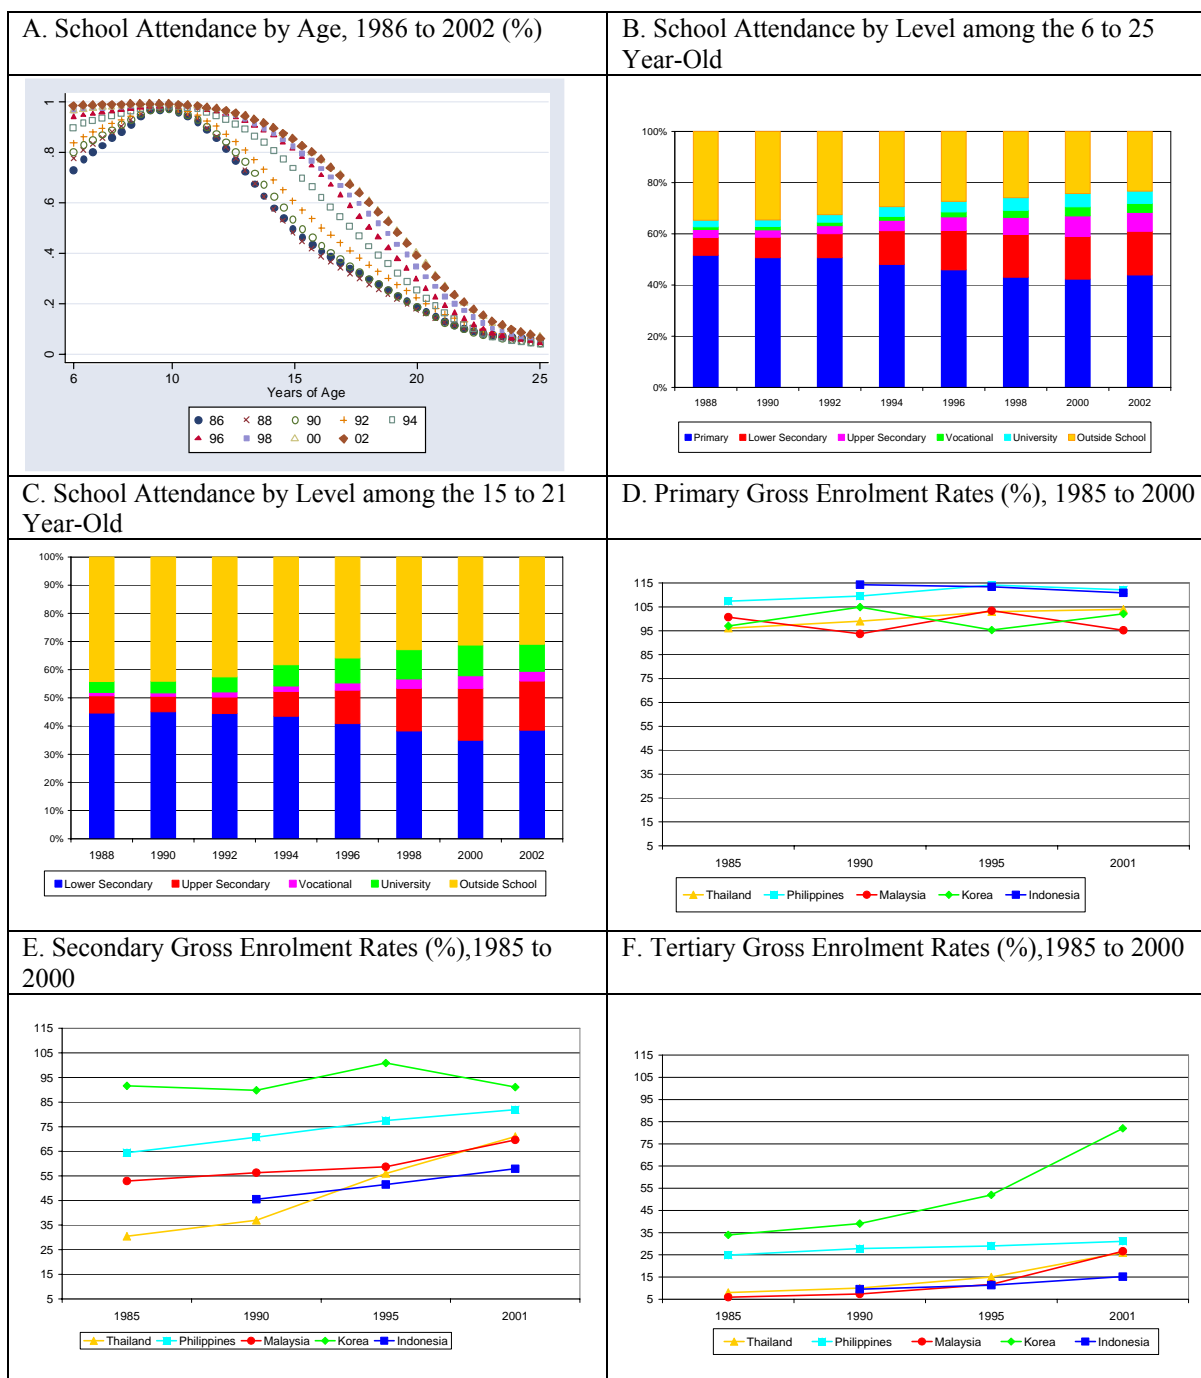 A. School Attendance by Age, 1986 to 2002 (%)
1
.8
.6
.4
.2
0
6 10 15 20 25
Years of Age
86 88 90 92 94
96 98 00 02
B. School Attendance by Level among the 6 to 25
Year-Old
100%
80%
60%
40%
20%
0%
1988 1990 1992 1994 1996 1998 2000 2002
Primary Lower Secondary Upper Secondary Vocational University Outside School
C. School Attendance by Level among the 15 to 21
Year-Old
100%
90%
80%
70%
60%
50%
40%
30%
20%
10%
0%
1988 1990 1992 1994 1996 1998 2000 2002
Lower Secondary Upper Secondary Vocational University Outside School
D. Primary Gross Enrolment Rates (%), 1985 to 2000
115
105
95
85
75
65
55
45
35
25
15
5
1985 1990 1995 2001
Thailand Philippines Malaysia Korea Indonesia
E. Secondary Gross Enrolment Rates (%),1985 to
2000
115
105
95
85
75
65
55
45
35
25
15
5
1985 1990 1995 2001
Thailand Philippines Malaysia Korea Indonesia
F. Tertiary Gross Enrolment Rates (%),1985 to 2000
115
105
95
85
75
65
55
45
35
25
15
5
1985 1990 1995 2001
Thailand Philippines Malaysia Korea Indonesia